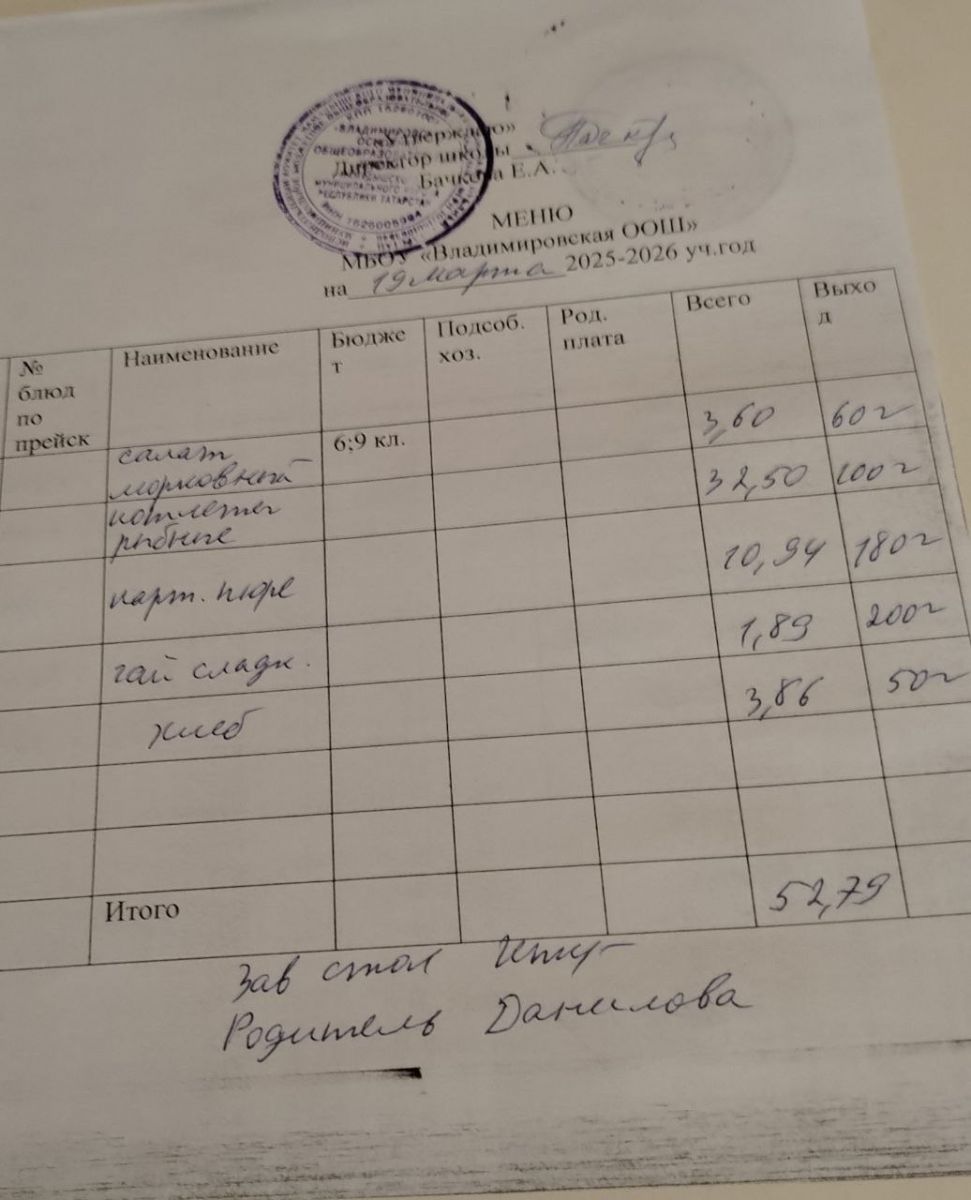 «Утверждаю»
Директор школы
Бачкова Е.А.
МЕНЮ
МБОУ «Владимировская ООШ»
на 19 марта 2025-2026 уч.год
№ блюд по прейск Наименование Бюдже т Подсоб. хоз. Род. плата Всего Выхо д
салат морковный 6;9 кл. 3,60 60г
котлеты рыбные 32,50 100г
карт. пюре 10,94 180г
чай сладк. 1,89 200г
хлеб 3,86 50г
Итого 52,79
Зав стол
Родитель Данилова